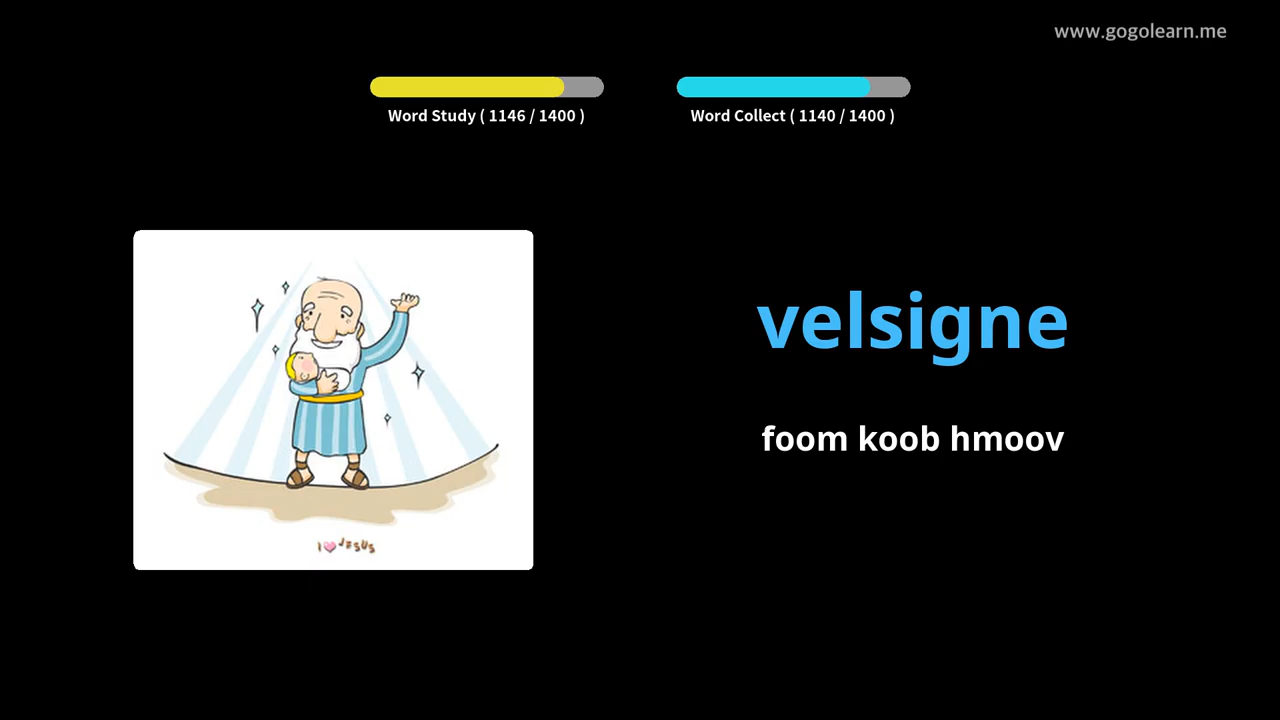 www.gogolearn.me
Word Study ( 1146 / 1400 )
Word Collect ( 1140 / 1400 )
velsigne
foom koob hmoov
I JESUS